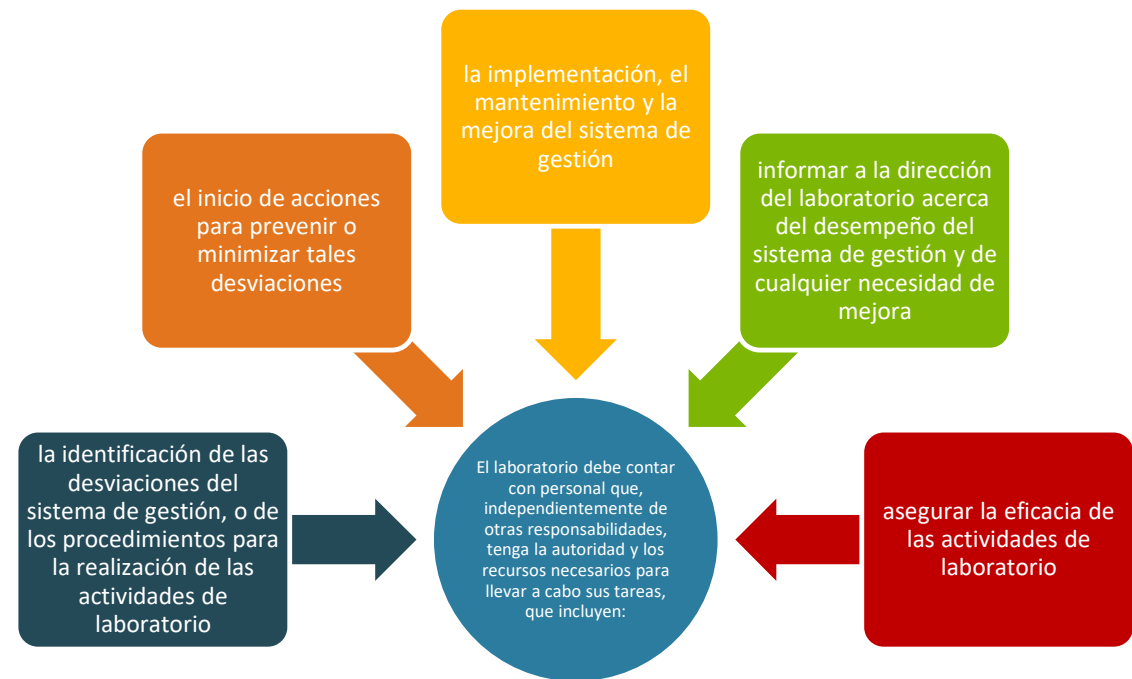 la implementación, el
mantenimiento y la
mejora del sistema de
gestión
el inicio de acciones
para prevenir o
minimizar tales
desviaciones
informar a la dirección
del laboratorio acerca
del desempeño del
sistema de gestión y de
cualquier necesidad de
mejora
la identificación de las
desviaciones del
sistema de gestión, o de
los procedimientos para
la realización de las
actividades de
laboratorio
El laboratorio debe contar
con personal que,
independientemente de
otras responsabilidades,
tenga la autoridad y los
recursos necesarios para
llevar a cabo sus tareas,
que incluyen:
asegurar la eficacia de
las actividades de
laboratorio